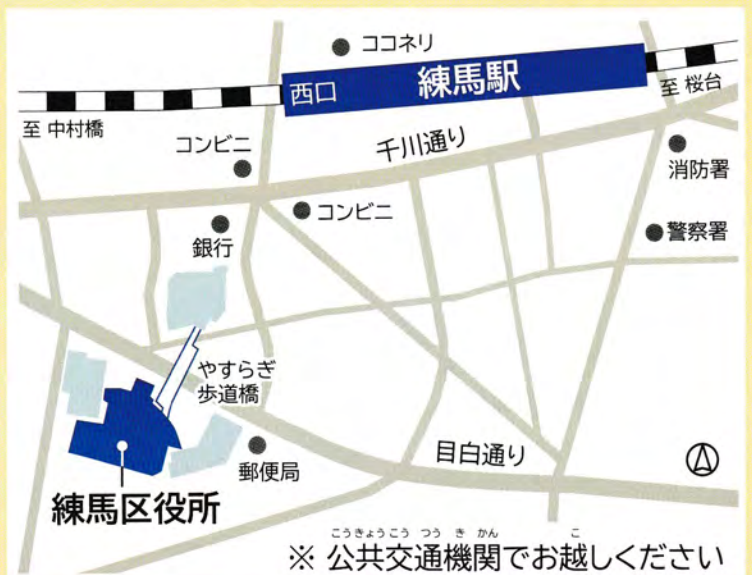 ココネリ
西口
練馬駅
至 桜台
至 中村橋
コンビニ
千川通り
消防署
コンビニ
銀行
警察署
やすらぎ
歩道橋
郵便局
目白通り
練馬区役所
こうきょうこう つう き かん こ
※ 公共交通機関でお越しください